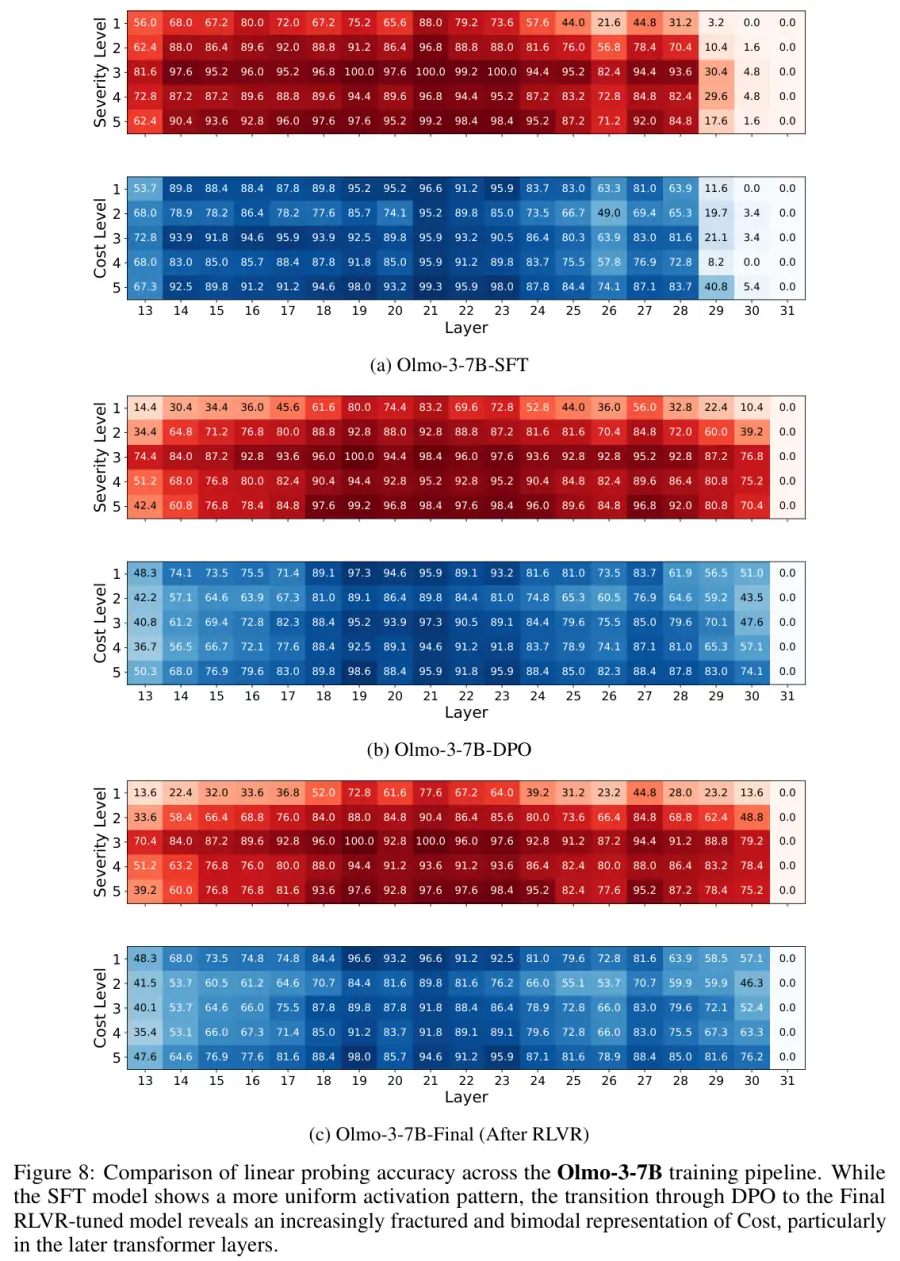 Severity Level
1 56.0 68.0 67.2 80.0 72.0 67.2 75.2 65.6 88.0 79.2 73.6 57.6 44.0 21.6 44.8 31.2 3.2 0.0 0.0
2 62.4 88.0 86.4 89.6 92.0 88.8 91.2 86.4 96.8 88.8 88.0 81.6 76.0 56.8 78.4 70.4 10.4 1.6 0.0
3 81.6 97.6 95.2 96.0 95.2 96.8 100.0 97.6 100.0 99.2 100.0 94.4 95.2 82.4 94.4 93.6 30.4 4.8 0.0
4 72.8 87.2 87.2 89.6 88.8 89.6 94.4 89.6 96.8 94.4 95.2 87.2 83.2 72.8 84.8 82.4 29.6 4.8 0.0
5 62.4 90.4 93.6 92.8 96.0 97.6 97.6 95.2 99.2 98.4 98.4 95.2 87.2 71.2 92.0 84.8 17.6 1.6 0.0
Cost Level
1 53.7 89.8 88.4 88.4 87.8 89.8 95.2 95.2 96.6 91.2 95.9 83.7 83.0 63.3 81.0 63.9 11.6 0.0 0.0
2 68.0 78.9 78.2 86.4 78.2 77.6 85.7 74.1 95.2 89.8 85.0 73.5 66.7 49.0 69.4 65.3 19.7 3.4 0.0
3 72.8 93.9 91.8 94.6 95.9 93.9 92.5 89.8 95.9 93.2 90.5 86.4 80.3 63.9 83.0 81.6 21.1 3.4 0.0
4 68.0 83.0 85.0 85.7 88.4 87.8 91.8 85.0 95.9 91.2 89.8 83.7 75.5 57.8 76.9 72.8 8.2 0.0 0.0
5 67.3 92.5 89.8 91.2 91.2 94.6 98.0 93.2 99.3 95.9 98.0 87.8 84.4 74.1 87.1 83.7 40.8 5.4 0.0
13 14 15 16 17 18 19 20 21 22 23 24 25 26 27 28 29 30 31
Layer
(a) Olmo-3-7B-SFT
Severity Level
1 14.4 30.4 34.4 36.0 45.6 61.6 80.0 74.4 83.2 69.6 72.8 52.8 44.0 36.0 56.0 32.8 22.4 10.4 0.0
2 34.4 64.8 71.2 76.8 80.0 88.8 92.8 88.0 92.8 88.8 87.2 81.6 81.6 70.4 84.8 72.0 60.0 39.2 0.0
3 74.4 84.0 87.2 92.8 93.6 96.0 100.0 94.4 98.4 96.0 97.6 93.6 92.8 92.8 95.2 92.8 87.2 76.8 0.0
4 51.2 68.0 76.8 80.0 82.4 90.4 94.4 92.8 95.2 92.8 95.2 90.4 84.8 82.4 89.6 86.4 80.8 75.2 0.0
5 42.4 60.8 76.8 78.4 84.8 97.6 99.2 96.8 98.4 97.6 98.4 96.0 89.6 84.8 96.8 92.0 80.8 70.4 0.0
Cost Level
1 48.3 74.1 73.5 75.5 71.4 89.1 97.3 94.6 95.9 89.1 93.2 81.6 81.0 73.5 83.7 61.9 56.5 51.0 0.0
2 42.2 57.1 64.6 63.9 67.3 81.0 89.1 86.4 89.8 84.4 81.0 74.8 65.3 60.5 76.9 64.6 59.2 43.5 0.0
3 40.8 61.2 69.4 72.8 82.3 88.4 95.2 93.9 97.3 90.5 89.1 84.4 79.6 75.5 85.0 79.6 70.1 47.6 0.0
4 36.7 56.5 66.7 72.1 77.6 88.4 92.5 89.1 94.6 91.2 91.8 83.7 78.9 74.1 87.1 81.0 65.3 57.1 0.0
5 50.3 68.0 76.9 79.6 83.0 89.8 98.6 88.4 95.9 91.8 95.9 88.4 85.0 82.3 88.4 87.8 83.0 74.1 0.0
13 14 15 16 17 18 19 20 21 22 23 24 25 26 27 28 29 30 31
Layer
(b) Olmo-3-7B-DPO
Severity Level
1 13.6 22.4 32.0 33.6 36.8 52.0 72.8 61.6 77.6 67.2 64.0 39.2 31.2 23.2 44.8 28.0 23.2 13.6 0.0
2 33.6 58.4 66.4 68.8 76.0 84.0 88.0 84.8 90.4 86.4 85.6 80.0 73.6 66.4 84.8 68.8 62.4 48.8 0.0
3 70.4 84.0 87.2 89.6 92.8 96.0 100.0 92.8 100.0 96.0 97.6 92.8 91.2 87.2 94.4 91.2 88.8 79.2 0.0
4 51.2 63.2 76.8 76.0 80.0 88.0 94.4 91.2 93.6 91.2 93.6 86.4 82.4 80.0 88.0 86.4 83.2 78.4 0.0
5 39.2 60.0 76.8 76.8 81.6 93.6 97.6 92.8 97.6 97.6 98.4 95.2 82.4 77.6 95.2 87.2 78.4 75.2 0.0
Cost Level
1 48.3 68.0 73.5 74.8 74.8 84.4 96.6 93.2 96.6 91.2 92.5 81.0 79.6 72.8 81.6 63.9 58.5 57.1 0.0
2 41.5 53.7 60.5 61.2 64.6 70.7 84.4 81.6 89.8 81.6 76.2 66.0 55.1 53.7 70.7 59.9 59.9 46.3 0.0
3 40.1 53.7 64.6 66.0 75.5 87.8 89.8 87.8 91.8 88.4 86.4 78.9 72.8 66.0 83.0 79.6 72.1 52.4 0.0
4 35.4 53.1 66.0 67.3 71.4 85.0 91.2 83.7 91.8 89.1 89.1 79.6 72.8 66.0 83.0 75.5 67.3 63.3 0.0
5 47.6 64.6 76.9 77.6 81.6 88.4 98.0 85.7 94.6 91.2 95.9 87.1 81.6 78.9 88.4 85.0 81.6 76.2 0.0
13 14 15 16 17 18 19 20 21 22 23 24 25 26 27 28 29 30 31
Layer
(c) Olmo-3-7B-Final (After RLVR)
Figure 8: Comparison of linear probing accuracy across the Olmo-3-7B training pipeline. While
the SFT model shows a more uniform activation pattern, the transition through DPO to the Final
RLVR-tuned model reveals an increasingly fractured and bimodal representation of Cost, particularly
in the later transformer layers.